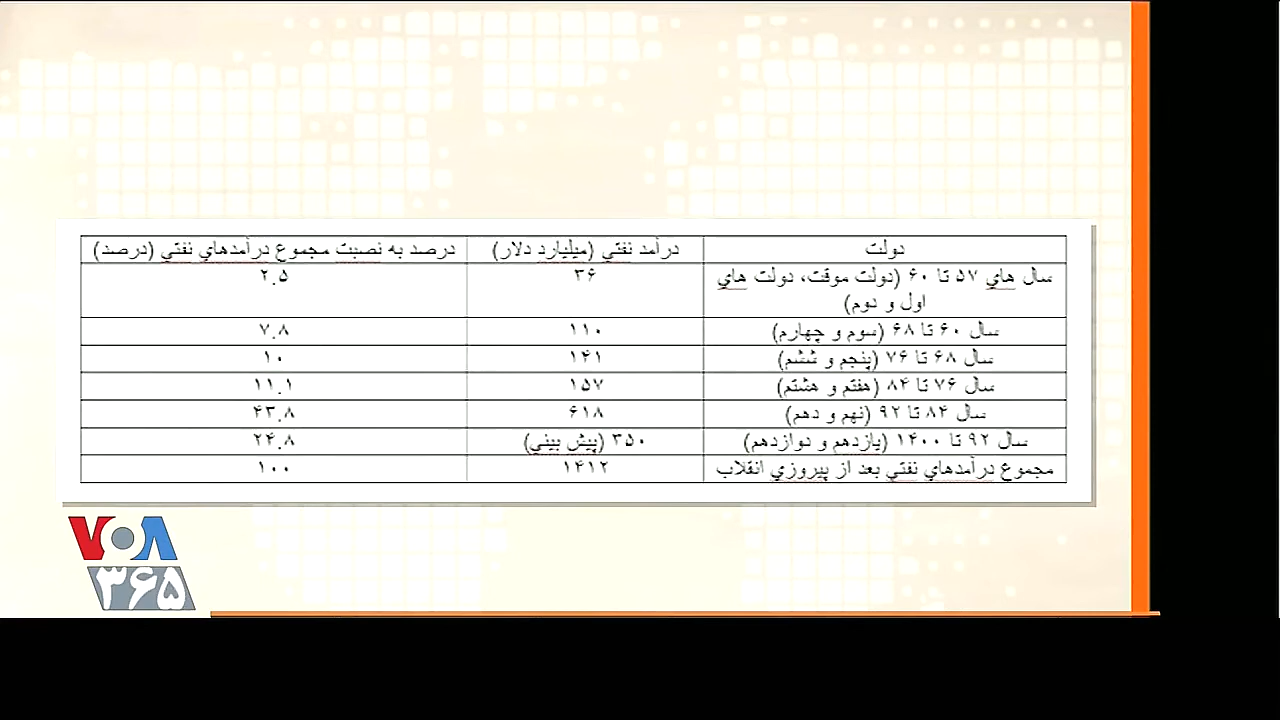 دولت	درآمد نفتي (ميليارد دلار)	درصد به نصبت مجموع درآمدهاي نفتي (درصد)
سال هاي ۵۷ تا ۶۰ (دولت موقت، دولت هاي	۳۶	۲.۵
اول و دوم)
سال ۶۰ تا ۶۸ (سوم و چهارم)	۱۱۰	۷.۸
سال ۶۸ تا ۷۶ (پنجم و ششم)	۱۴۱	۱۰
سال ۷۶ تا ۸۴ (هفتم و هشتم)	۱۵۷	۱۱.۱
سال ۸۴ تا ۹۲ (نهم و دهم)	۶۱۸	۴۳.۸
سال ۹۲ تا ۱۴۰۰ (يازدهم و دوازدهم)	۳۵۰ (پيش بيني)	۲۴.۸
مجموع درآمدهاي نفتي بعد از پيروزي انقلاب	۱۴۱۲	۱۰۰
VOA
۳۶۵